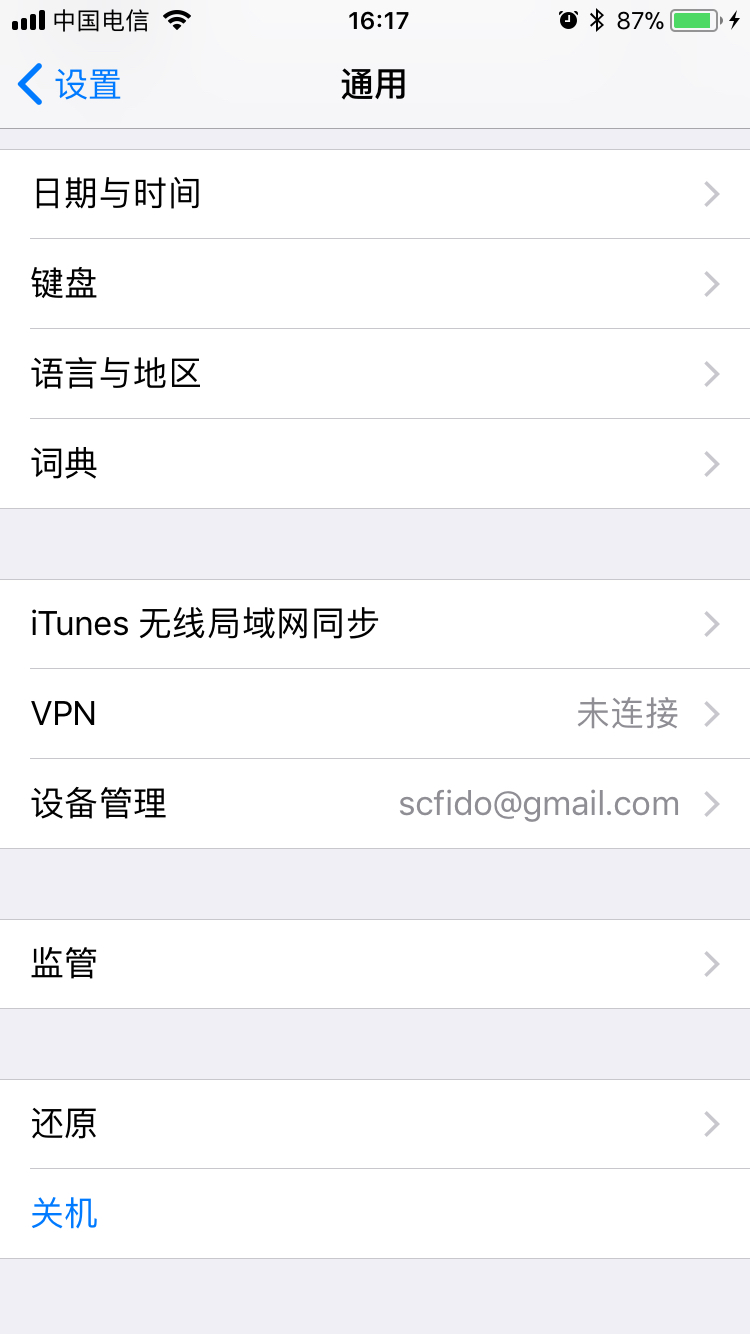 中国电信 16:17 87%
设置 通用
日期与时间
键盘
语言与地区
词典
iTunes 无线局域网同步
VPN 未连接
设备管理 scfido@gmail.com
监管
还原
关机